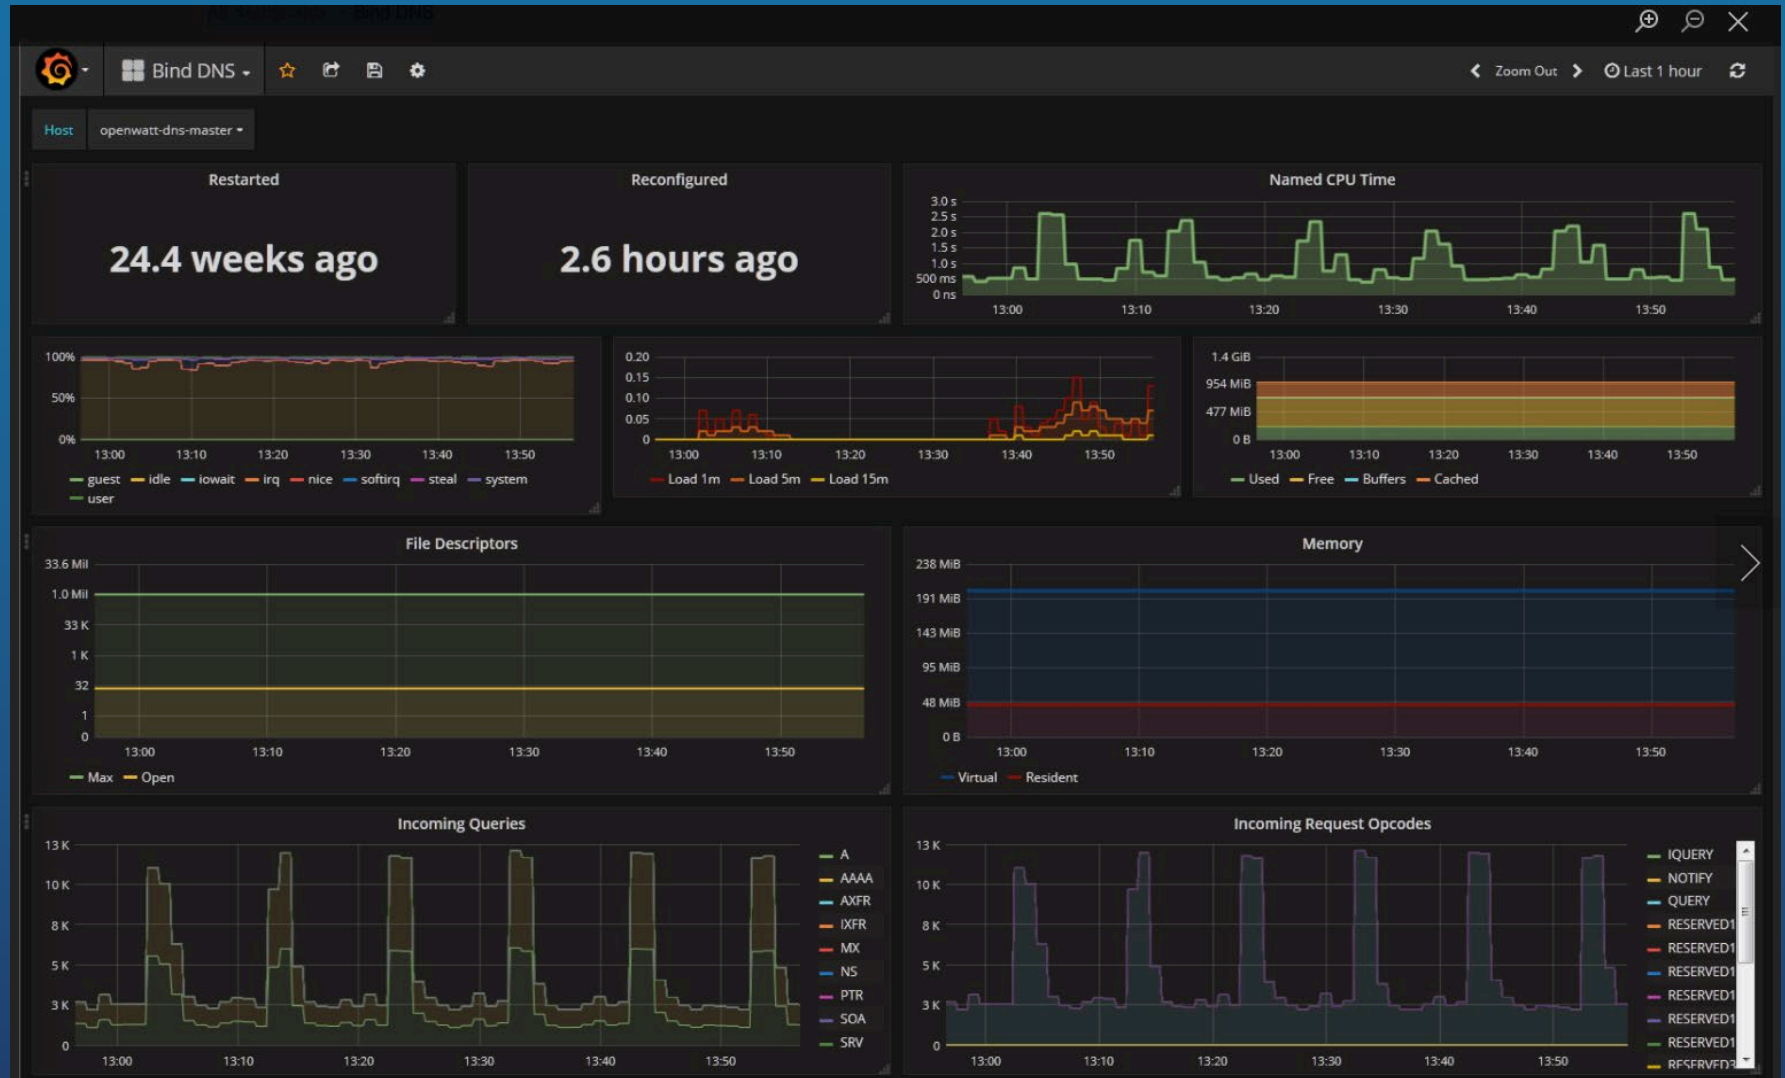 Bind DNS
Bind DNS
Zoom Out
Last 1 hour
Host
openwatt-dns-master
Restarted
24.4 weeks ago
Reconfigured
2.6 hours ago
Named CPU Time
3.0 s
2.5 s
2.0 s
1.5 s
1.0 s
500 ms
0 ns
13:00 13:10 13:20 13:30 13:40 13:50
100%
50%
0%
13:00 13:10 13:20 13:30 13:40 13:50
guest idle iowait irq nice softirq steal system
user
0.20
0.15
0.10
0.05
0
13:00 13:10 13:20 13:30 13:40 13:50
Load 1m Load 5m Load 15m
1.4 GiB
954 MiB
477 MiB
0 B
13:00 13:10 13:20 13:30 13:40 13:50
Used Free Buffers Cached
File Descriptors
33.6 Mil
1.0 Mil
33 K
1 K
32
1
0
13:00 13:10 13:20 13:30 13:40 13:50
Max Open
Memory
238 MiB
191 MiB
143 MiB
95 MiB
48 MiB
0 B
13:00 13:10 13:20 13:30 13:40 13:50
Virtual Resident
Incoming Queries
13 K
10 K
8 K
5 K
3 K
0
13:00 13:10 13:20 13:30 13:40 13:50
A
AAAA
AXFR
IXFR
MX
NS
PTR
SOA
SRV
Incoming Request Opcodes
13 K
10 K
8 K
5 K
3 K
0
13:00 13:10 13:20 13:30 13:40 13:50
IQUERY
NOTIFY
QUERY
RESERVED1
RESERVED1
RESERVED1
RESERVED1
RESERVED1
RESERVED1
RESERVED3